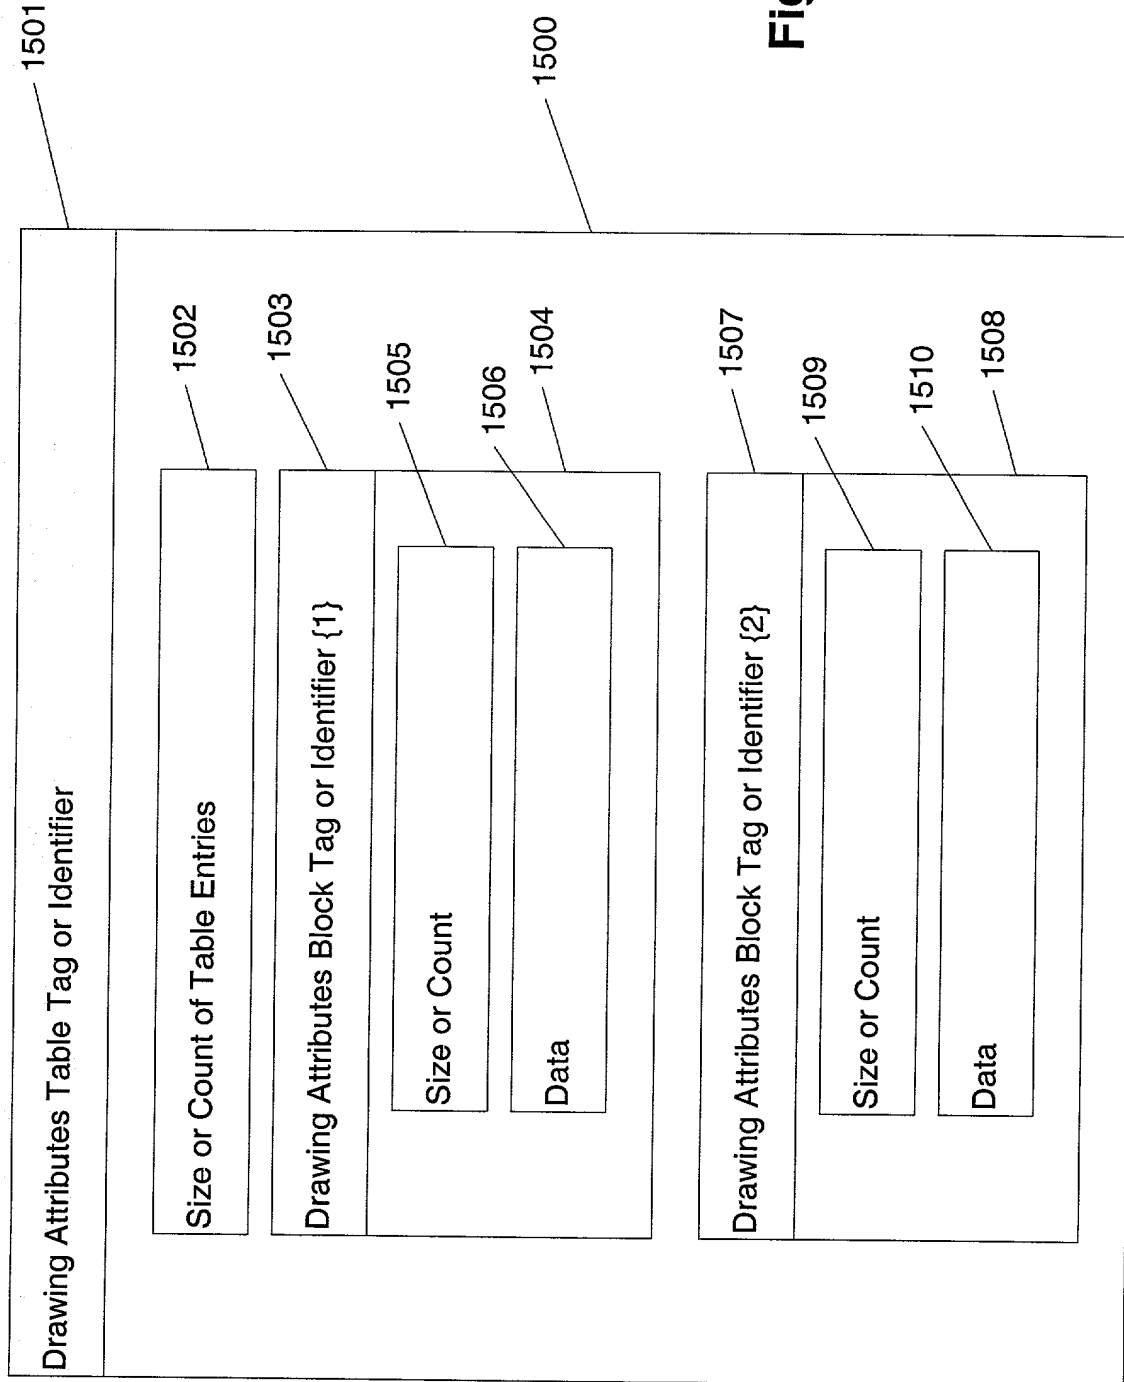 Drawing Attributes Table Tag or Identifier
1501
1500
Size or Count of Table Entries
1502
Drawing Attributes Block Tag or Identifier {1}
1503
Size or Count
1505
Data
1506
1504
Drawing Attributes Block Tag or Identifier {2}
1507
Size or Count
1509
Data
1510
1508